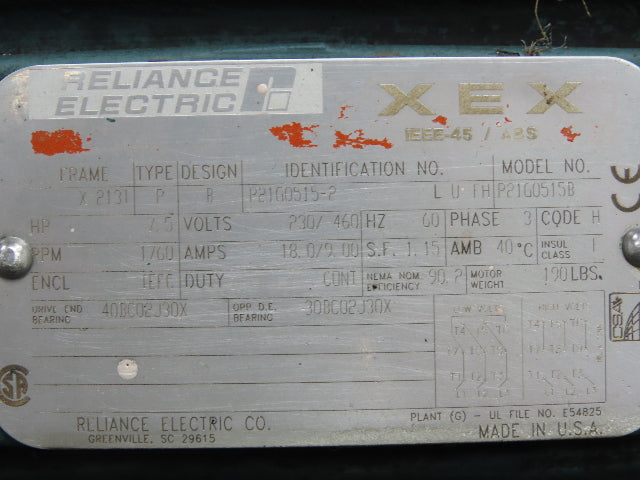 RELIANCE
ELECTRIC
XEX
IEEE-45 / ABS
FRAME TYPE DESIGN IDENTIFICATION NO. MODEL NO.
X 2131 P B P21G0515-2 L U FH P21G0515B
HP 7.5 VOLTS 230/ 460 HZ 60 PHASE 3 CODE H
RPM 1760 AMPS 18.0/9.00 S.F. 1.15 AMB 40°C INSUL CLASS F
ENCL TEFC DUTY CONT NEMA NOM EFFICIENCY 90.2 MOTOR WEIGHT 190 LBS.
DRIVE END BEARING 40BC02J30X OPP D.E. BEARING 30BC02J30X
LOW VOLT HIGH VOLT
RELIANCE ELECTRIC CO.
GREENVILLE, SC 29615
PLANT (G) - UL FILE NO. E54825
MADE IN U.S.A.
CE
CSA